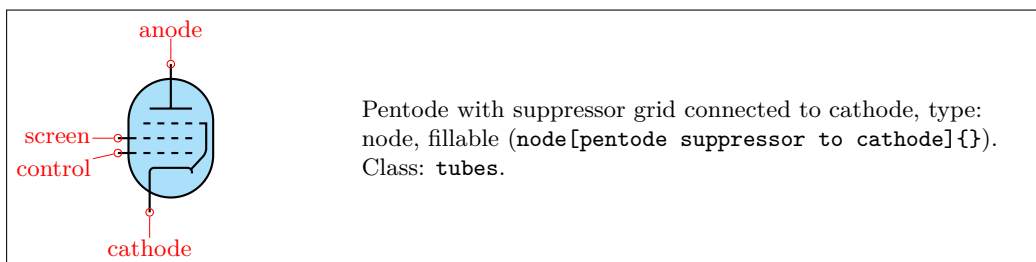 anode
screen
control
cathode
Pentode with suppressor grid connected to cathode, type:
node, fillable (node[pentode suppressor to cathode]{}).
Class: tubes.